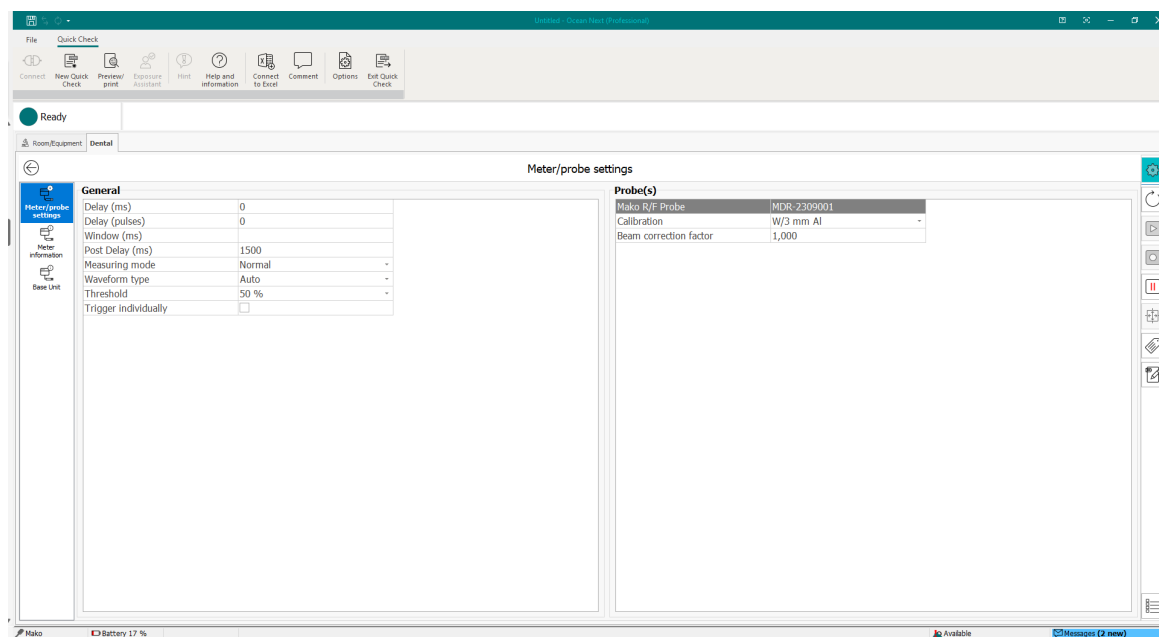 Untitled - Ocean Nect (Professional)
File Quick Check
Connect New Quick Check Preview/ print Exposure Assistant Hint Help and information Connect to Excel Comment Options Exit Quick Check
Ready
Room/Equipment Dental
Meter/probe settings
Meter/probe settings
Meter information
Base Unit
General
Delay (ms) 0
Delay (pulses) 0
Window (ms)
Post Delay (ms) 1500
Measuring mode Normal
Waveform type Auto
Threshold 50 %
Trigger individually
Probe(s)
Mako R/F Probe MDR-2309001
Calibration W/3 mm Al
Beam correction factor 1,000
Mako Battery 17 % Available Messages (2 new)